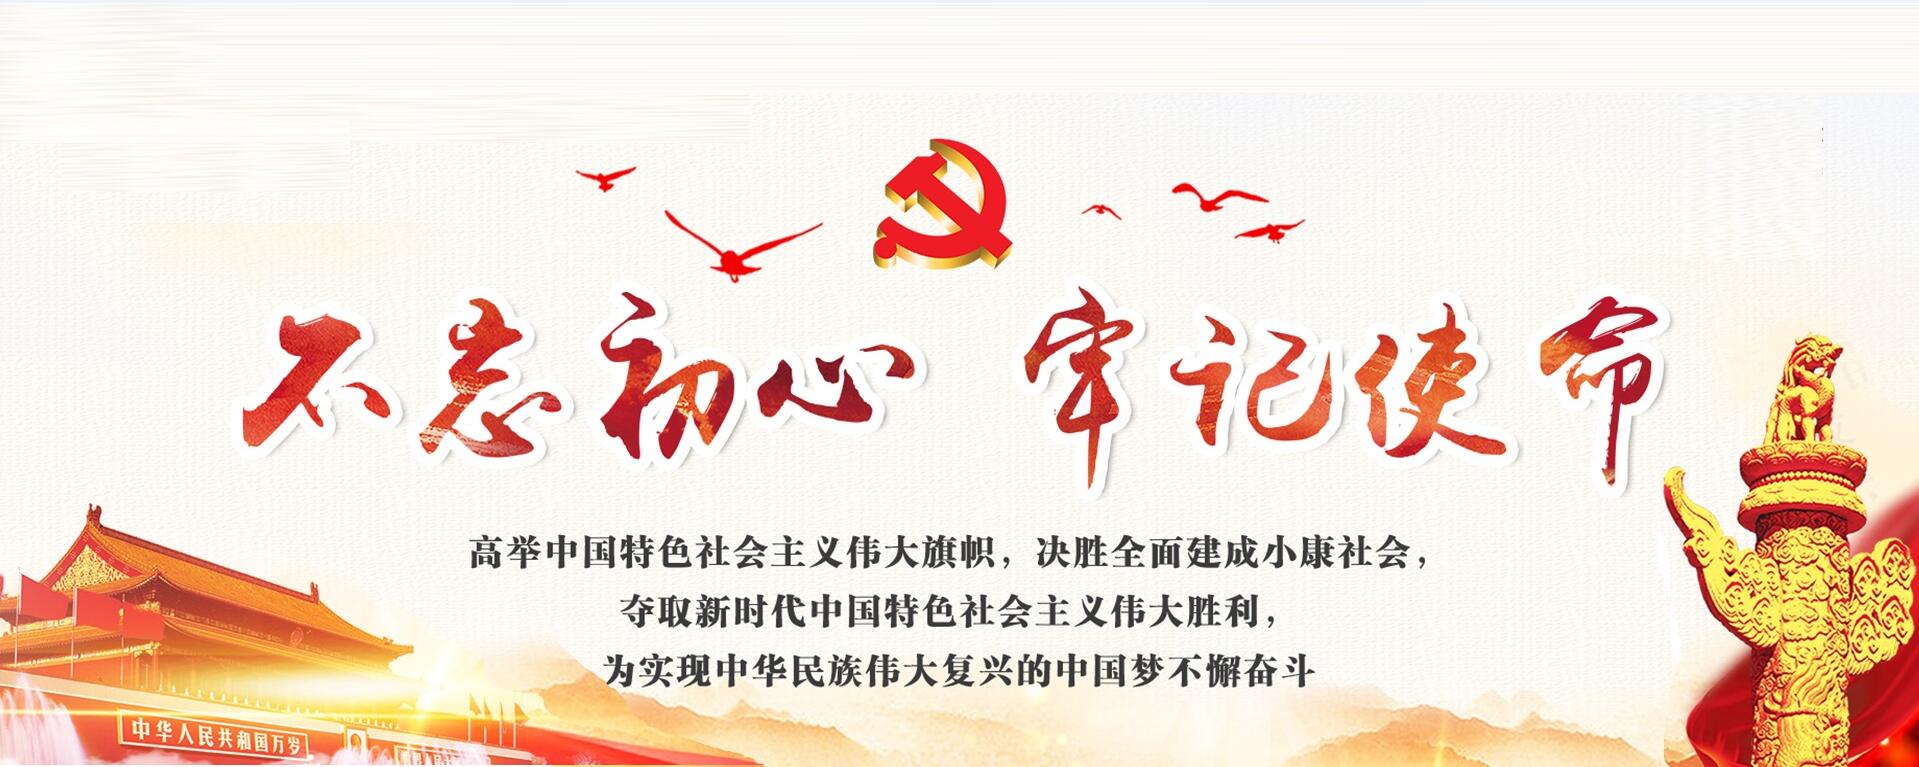 不忘初心 牢记使命
高举中国特色社会主义伟大旗帜，决胜全面建成小康社会，
夺取新时代中国特色社会主义伟大胜利，
为实现中华民族伟大复兴的中国梦不懈奋斗
中华人民共和国万岁